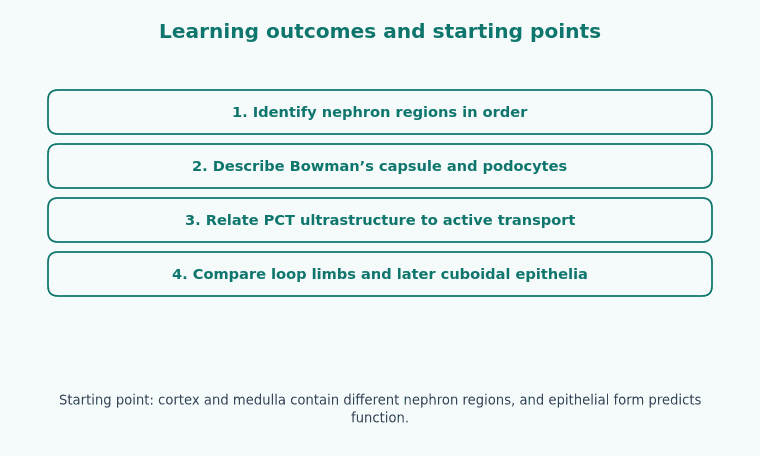 Learning outcomes and starting points
1. Identify nephron regions in order
2. Describe Bowman’s capsule and podocytes
3. Relate PCT ultrastructure to active transport
4. Compare loop limbs and later cuboidal epithelia
Starting point: cortex and medulla contain different nephron regions, and epithelial form predicts
function.